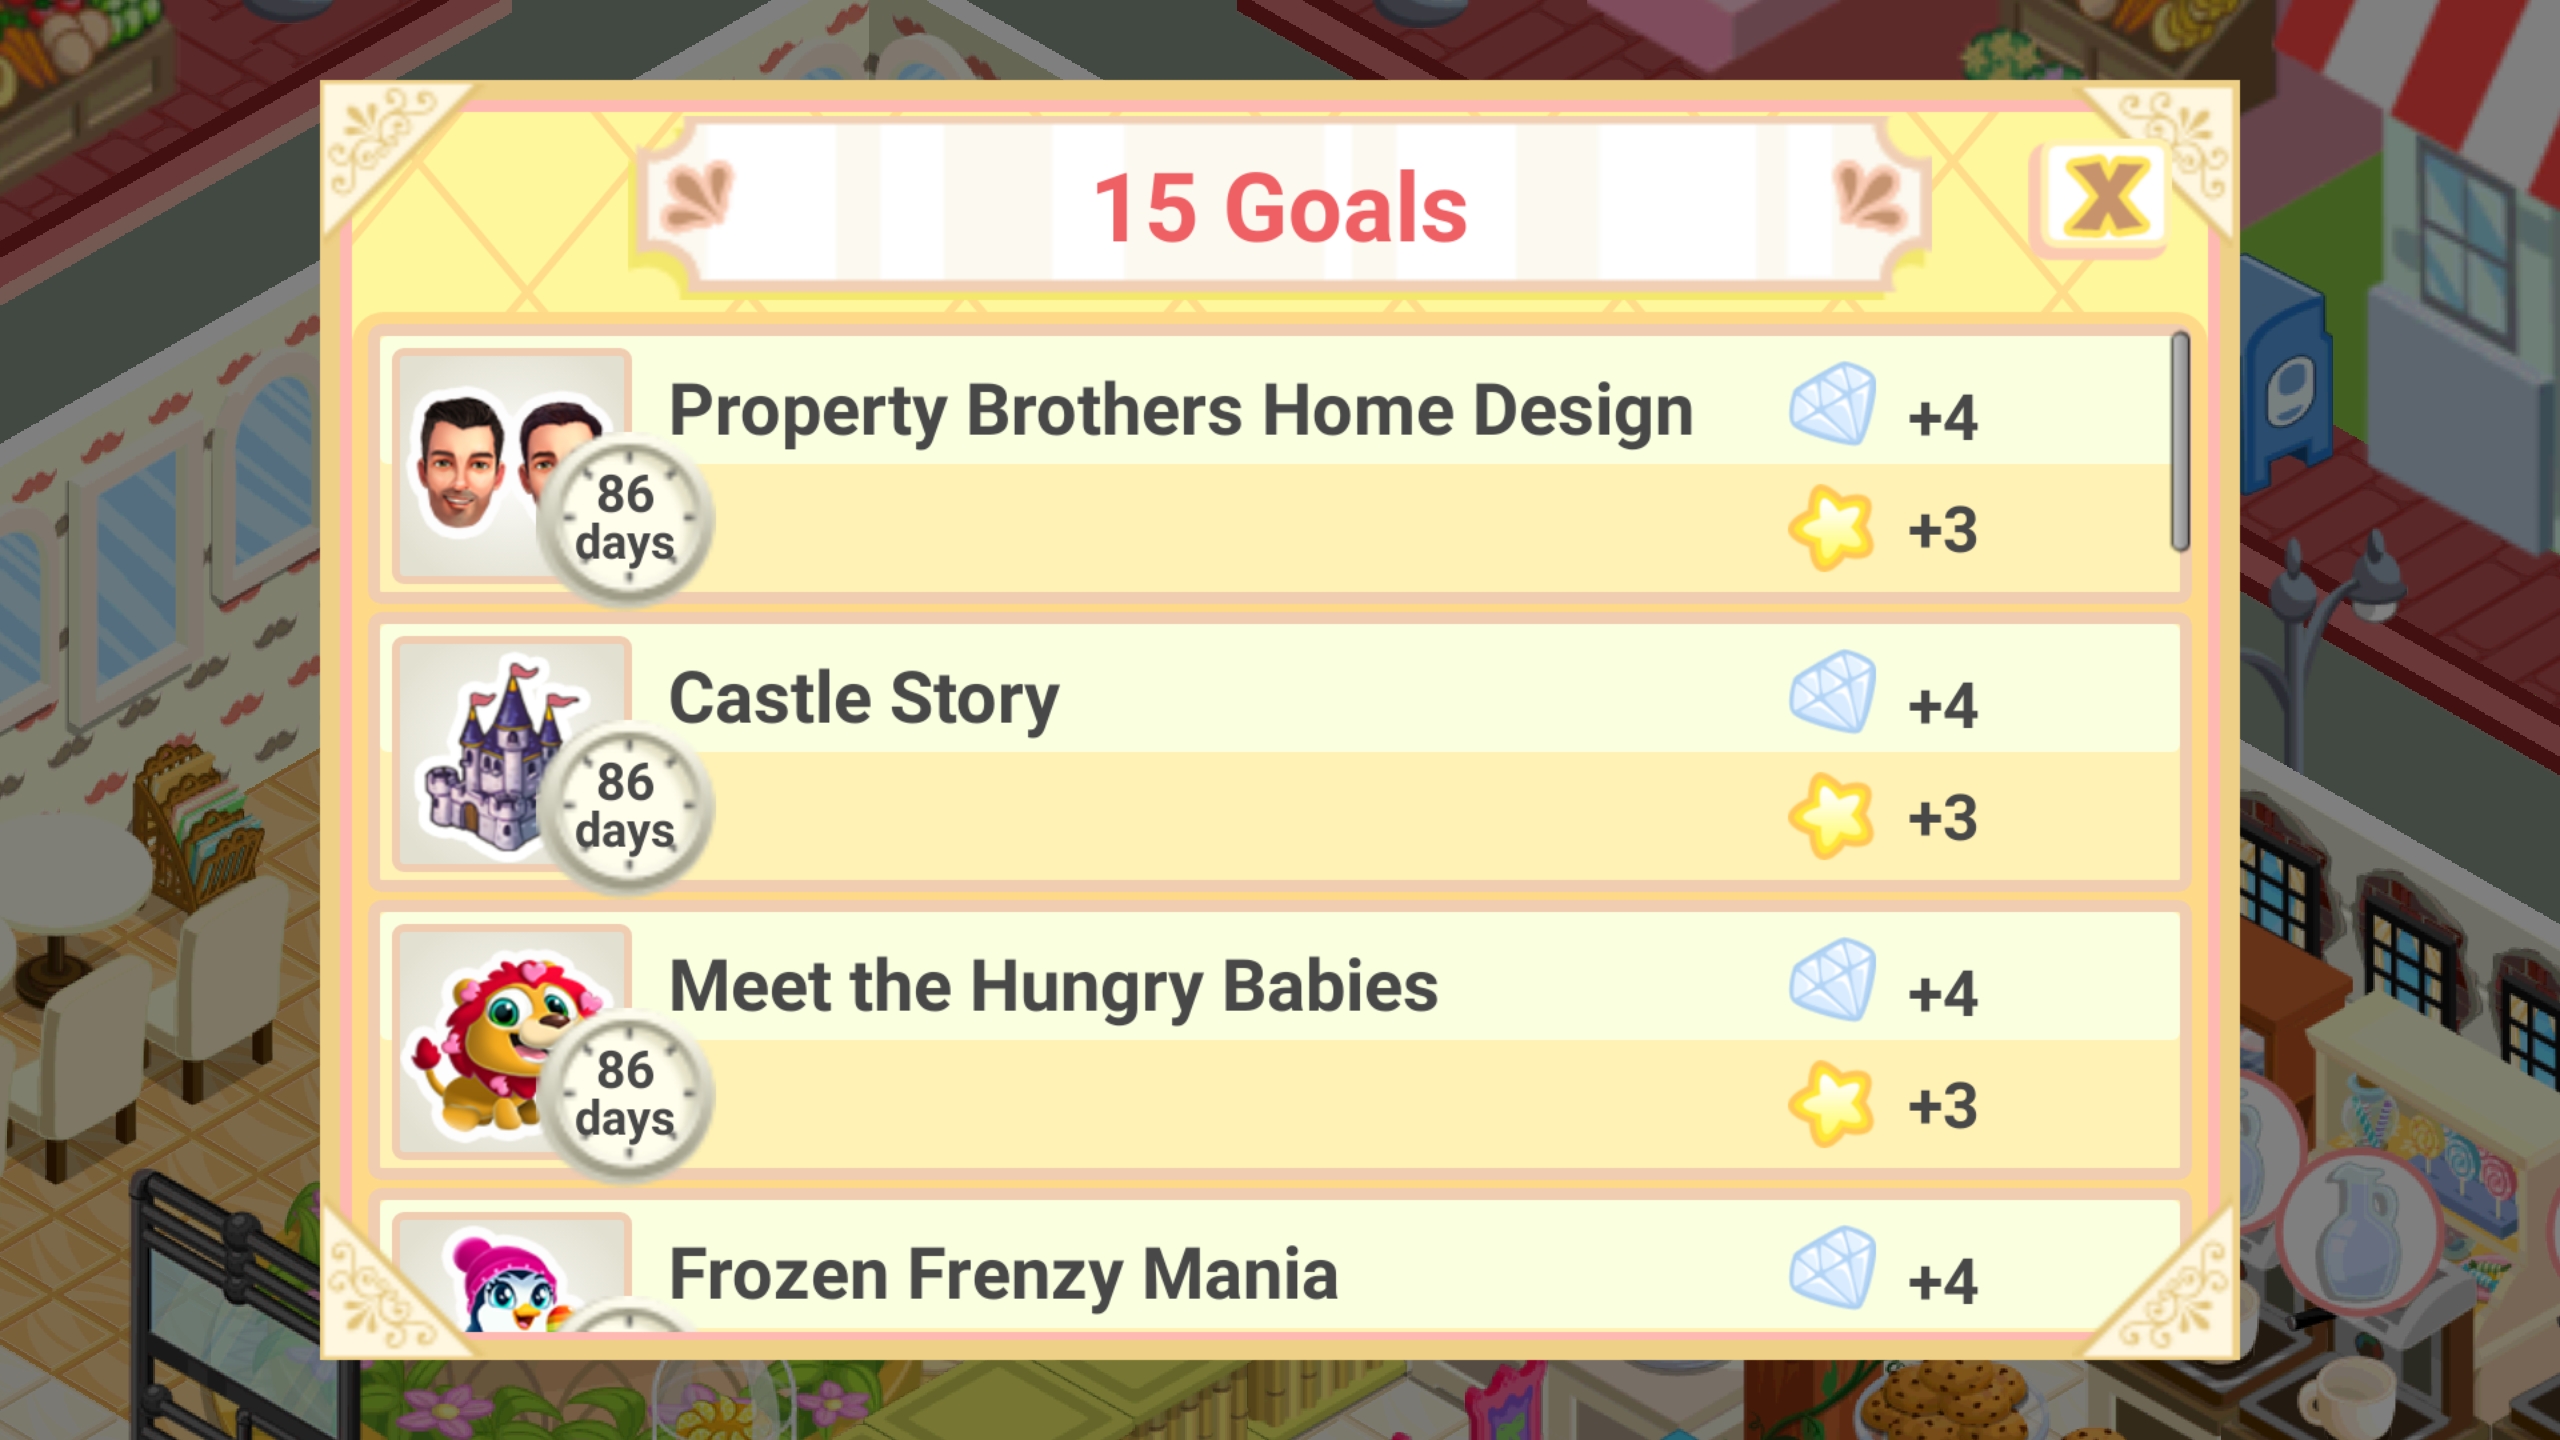 15 Goals
X
Property Brothers Home Design
+4
86
days
+3
Castle Story
+4
86
days
+3
Meet the Hungry Babies
+4
86
days
+3
Frozen Frenzy Mania
+4